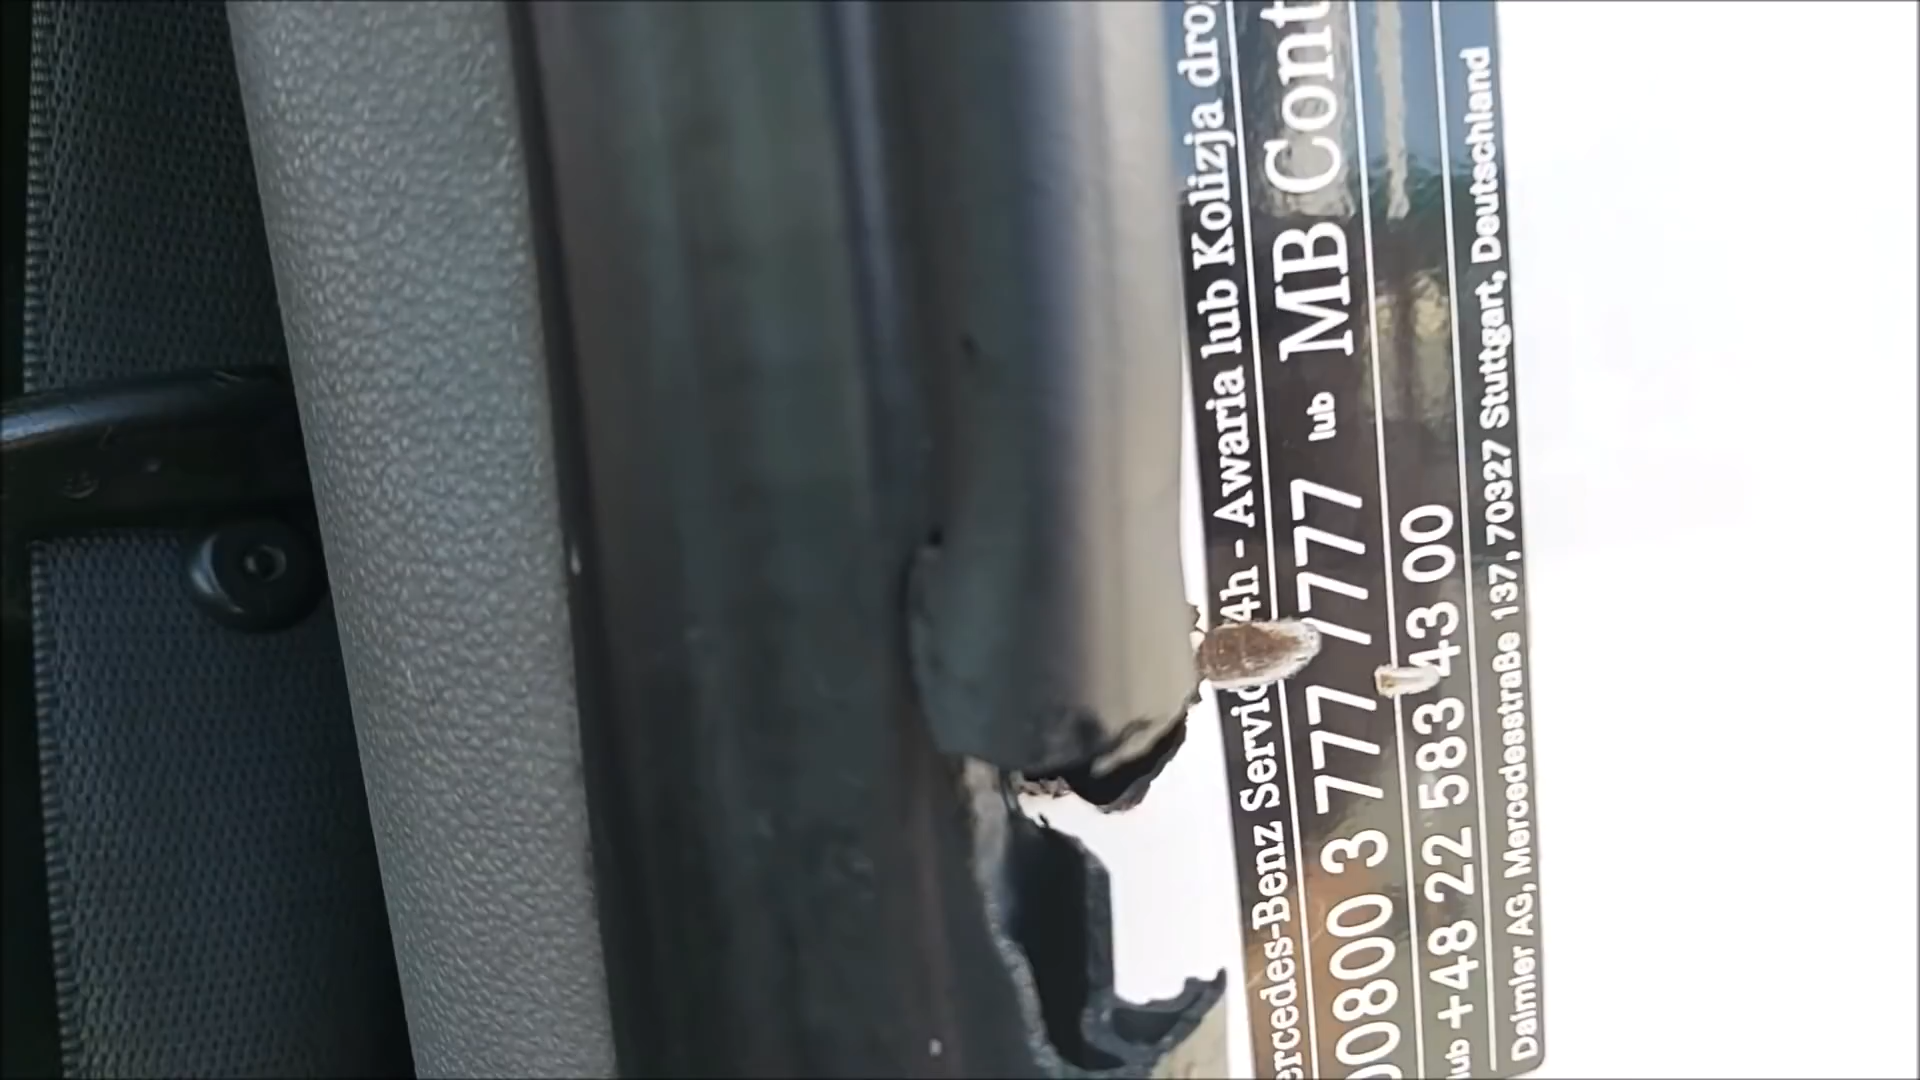 ercedes-Benz Servic 4h - Awaria lub Kolizja drog
00800 3 777 7777 lub MB Cont
lub +48 22 583 43 00
Daimler AG, Mercedesstraße 137, 70327 Stuttgart, Deutschland